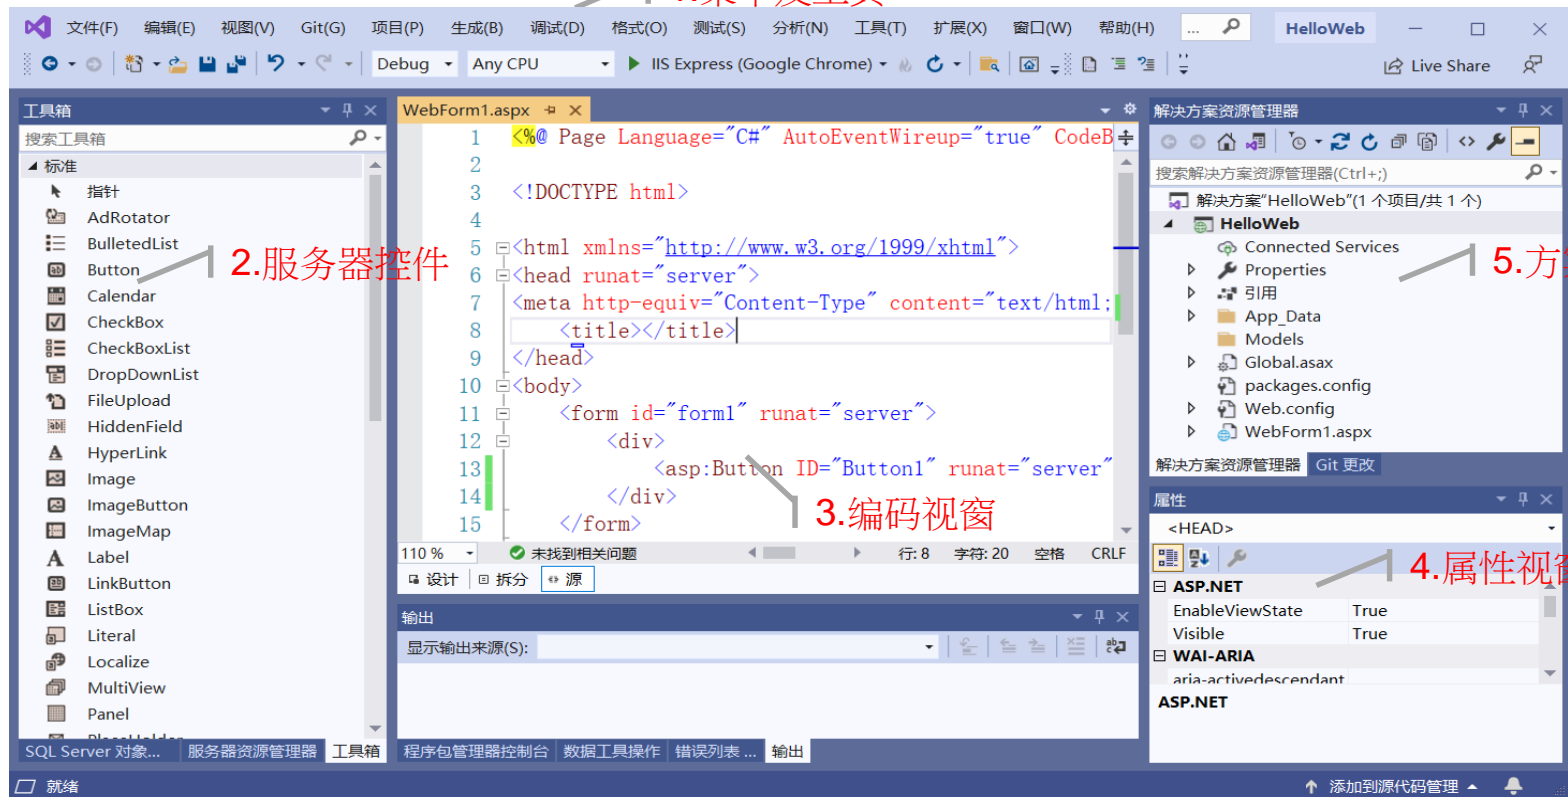 文件(F) 编辑(E) 视图(V) Git(G) 项目(P) 生成(B) 调试(D) 格式(O) 测试(S) 分析(N) 工具(T) 扩展(X) 窗口(W) 帮助(H) ... HelloWeb
Debug Any CPU IIS Express (Google Chrome) Live Share
工具箱
搜索工具箱
标准
指针
AdRotator
BulletedList
Button
Calendar
CheckBox
CheckBoxList
DropDownList
FileUpload
HiddenField
HyperLink
Image
ImageButton
ImageMap
Label
LinkButton
ListBox
Literal
Localize
MultiView
Panel
SQL Server 对象... 服务器资源管理器 工具箱
2.服务器控件
WebForm1.aspx
1 <%@ Page Language="C#" AutoEventWireup="true" CodeB
2
3 <!DOCTYPE html>
4
5 <html xmlns="http://www.w3.org/1999/xhtml">
6 <head runat="server">
7 <meta http-equiv="Content-Type" content="text/html;
8 <title></title>
9 </head>
10 <body>
11 <form id="form1" runat="server">
12 <div>
13 <asp:Button ID="Button1" runat="server"
14 </div>
15 </form>
3.编码视窗
110 % 未找到相关问题 行: 8 字符: 20 空格 CRLF
设计 拆分 源
输出
显示输出来源(S):
程序包管理器控制台 数据工具操作 错误列表 ... 输出
解决方案资源管理器
搜索解决方案资源管理器(Ctrl+;)
解决方案"HelloWeb"(1 个项目/共 1 个)
HelloWeb
Connected Services
Properties
引用
App_Data
Models
Global.asax
packages.config
Web.config
WebForm1.aspx
5.方
解决方案资源管理器 Git 更改
属性
<HEAD>
4.属性视
ASP.NET
EnableViewState True
Visible True
WAI-ARIA
aria-activedescendant
ASP.NET
就绪 添加到源代码管理